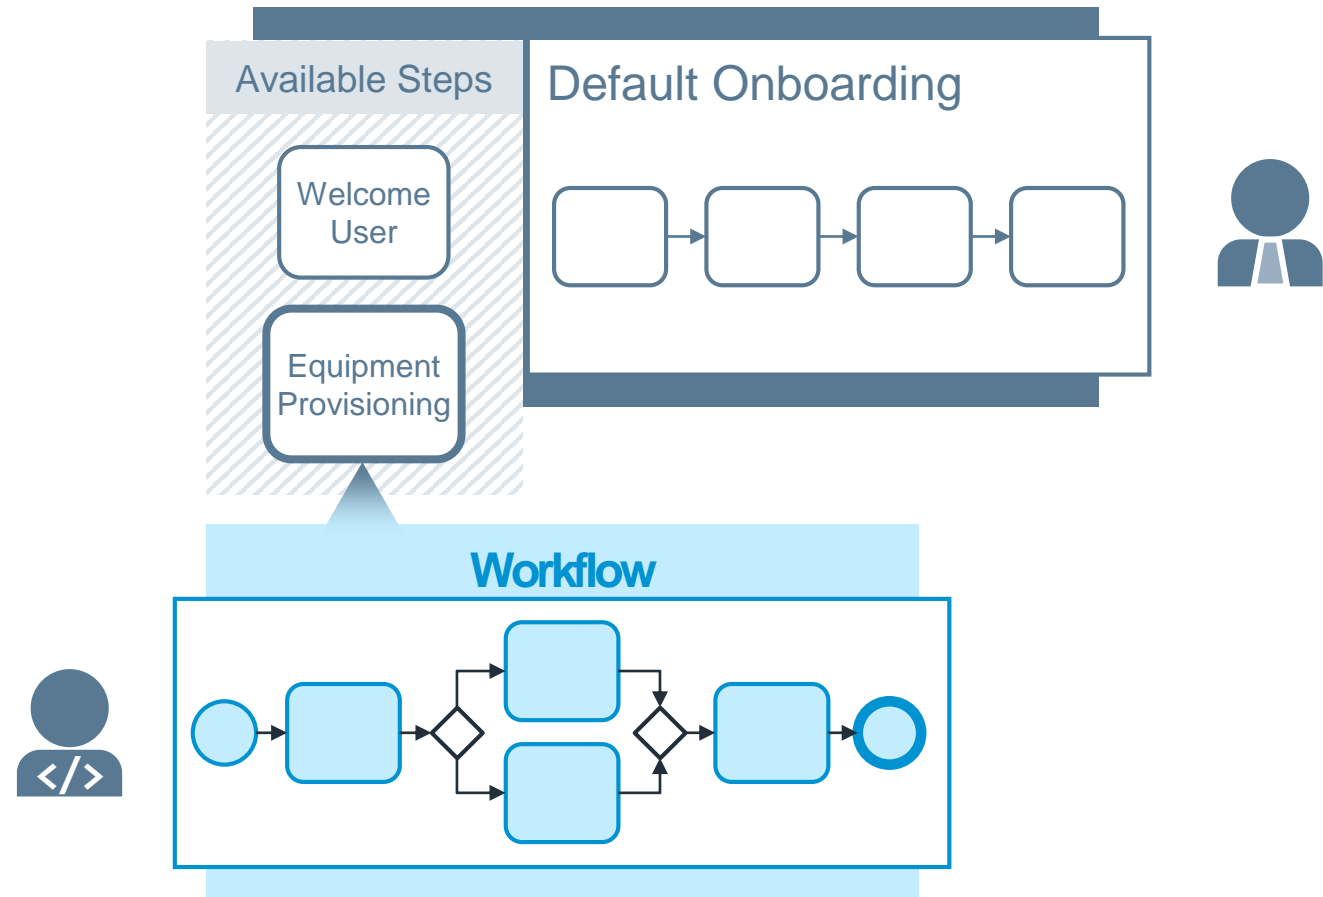 Available Steps
Default Onboarding
Welcome
User
Equipment
Provisioning
Workflow
</>